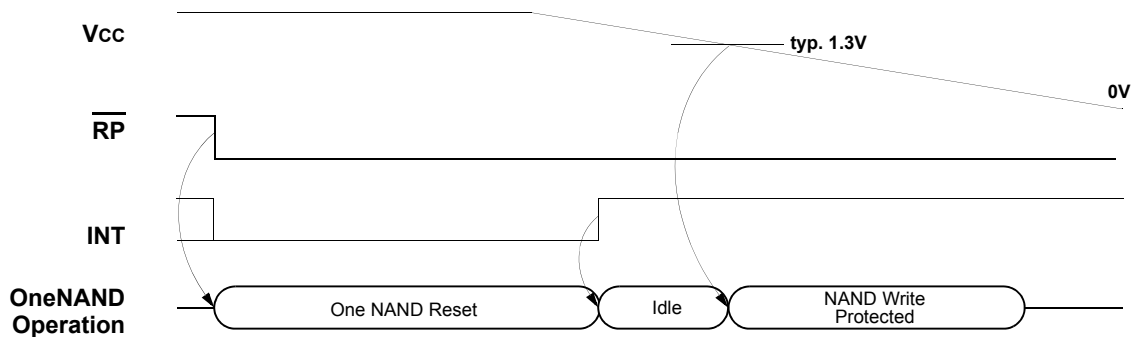 Vcc
typ. 1.3V
0V
RP
INT
OneNAND
Operation
One NAND Reset
Idle
NAND Write
Protected